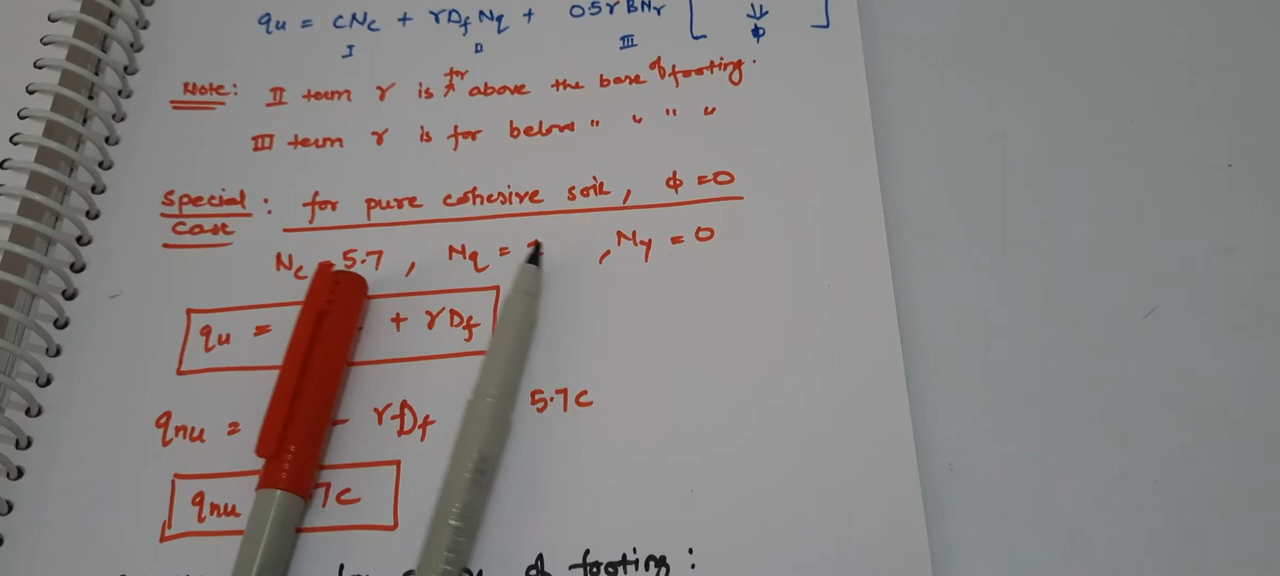 qu = CNc + γDf Nq + 0.5γBNγ [ ⇓ ϕ ]
I II III
Note: II term γ is for above the base of footing.
III term γ is for below " " " "
Special Case : for pure cohesive soil, ϕ = 0
Nc = 5.7 , Nq = , Nγ = 0
qu = + γDf
qnu = - γDf 5.7C
qnu 7C
of footing :